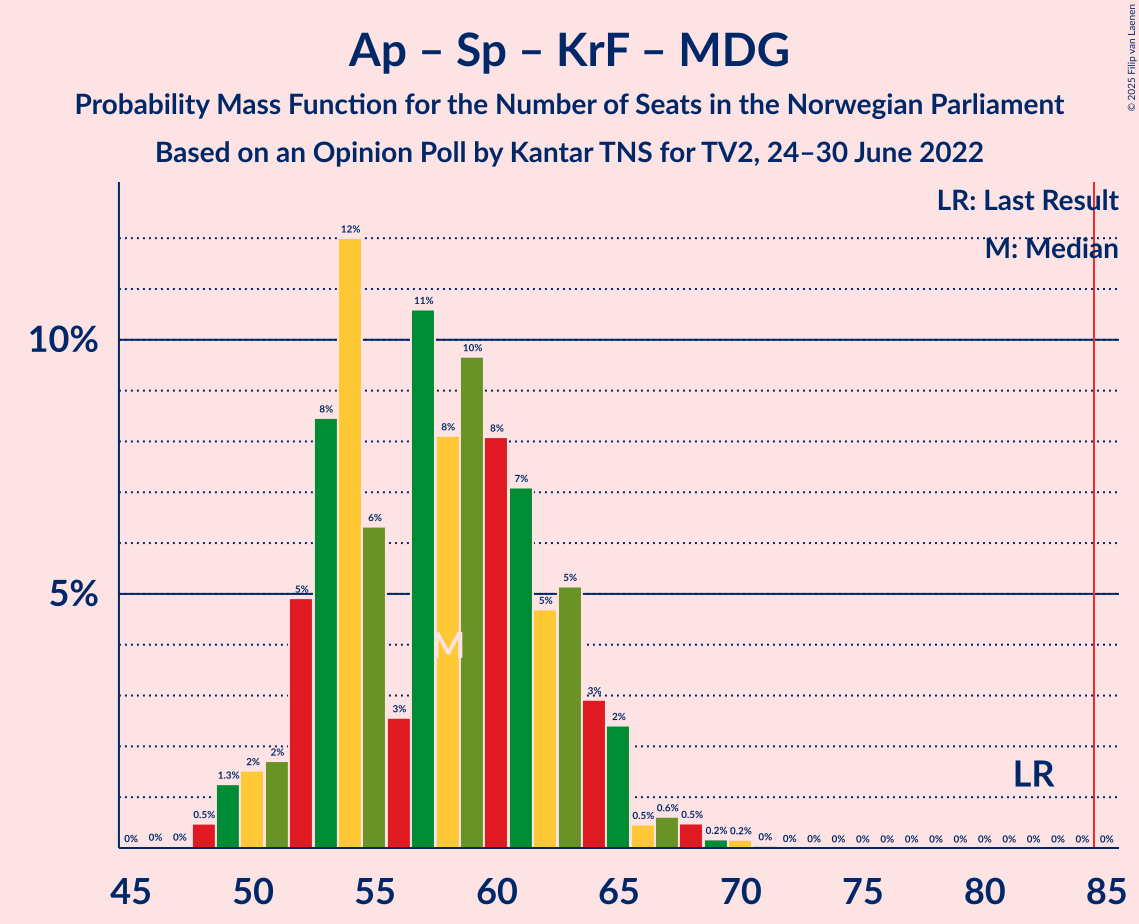 © 2025 Filip van Laenen
Ap – Sp – KrF – MDG
Probability Mass Function for the Number of Seats in the Norwegian Parliament
Based on an Opinion Poll by Kantar TNS for TV2, 24–30 June 2022
LR: Last Result
M: Median
10%
5%
0% 0% 0% 0.5% 1.3% 2% 2% 5% 8% 12% 6% 3% 11% 8% 10% 8% 7% 5% 5% 3% 2% 0.5% 0.6% 0.5% 0.2% 0.2% 0% 0% 0% 0% 0% 0% 0% 0% 0% 0% 0% 0% 0% 0% 0%
M
LR
45 50 55 60 65 70 75 80 85